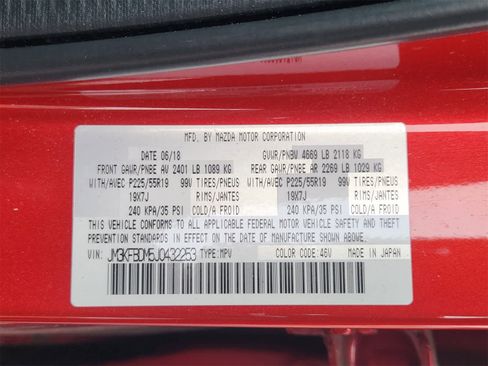 MFD. BY MAZDA MOTOR CORPORATION
DATE 06/18 GVWR/PNBV 4669 LB 2118 KG
FRONT GAWR/PNBE AV 2401 LB 1089 KG REAR GAWR/PNBE AR 2269 LB 1029 KG
WITH/AVEC P225/55R19 99V TIRES/PNEUS WITH/AVEC P225/55R19 99V TIRES/PNEUS
19X7J RIMS/JANTES 19X7J RIMS/JANTES
240 KPA/35 PSI COLD/A FROID 240 KPA/35 PSI COLD/A FROID
THIS VEHICLE CONFORMS TO ALL APPLICABLE FEDERAL MOTOR VEHICLE SAFETY AND THEFT
PREVENTION STANDARDS IN EFFECT ON THE DATE OF MANUFACTURE SHOWN ABOVE.
VIN: JM3KFBDM5J0432253 TYPE:MPV COLOR CODE:46V MADE IN JAPAN